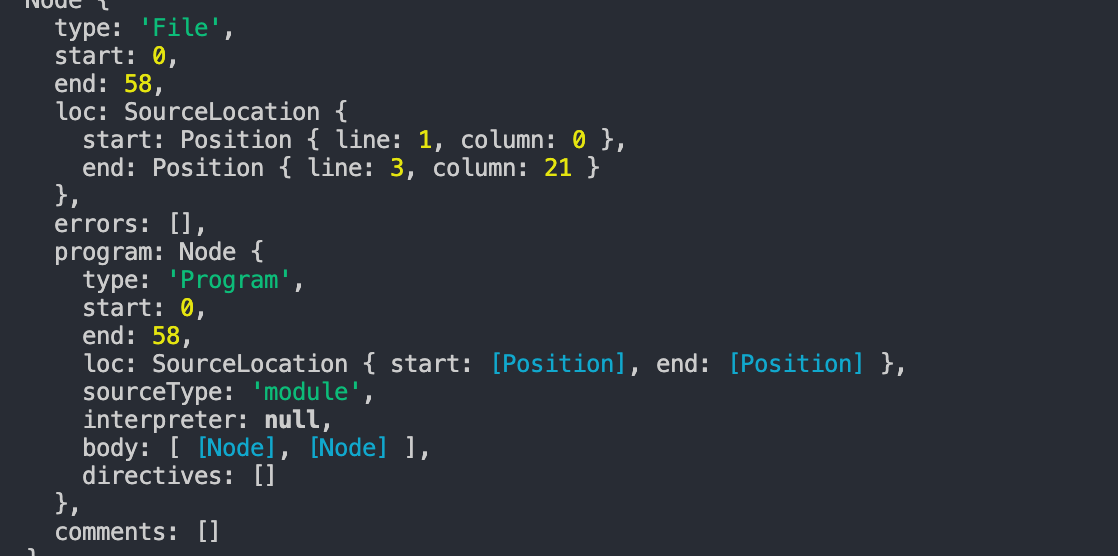 Node {
  type: 'File',
  start: 0,
  end: 58,
  loc: SourceLocation {
    start: Position { line: 1, column: 0 },
    end: Position { line: 3, column: 21 }
  },
  errors: [],
  program: Node {
    type: 'Program',
    start: 0,
    end: 58,
    loc: SourceLocation { start: [Position], end: [Position] },
    sourceType: 'module',
    interpreter: null,
    body: [ [Node], [Node] ],
    directives: []
  },
  comments: []
}